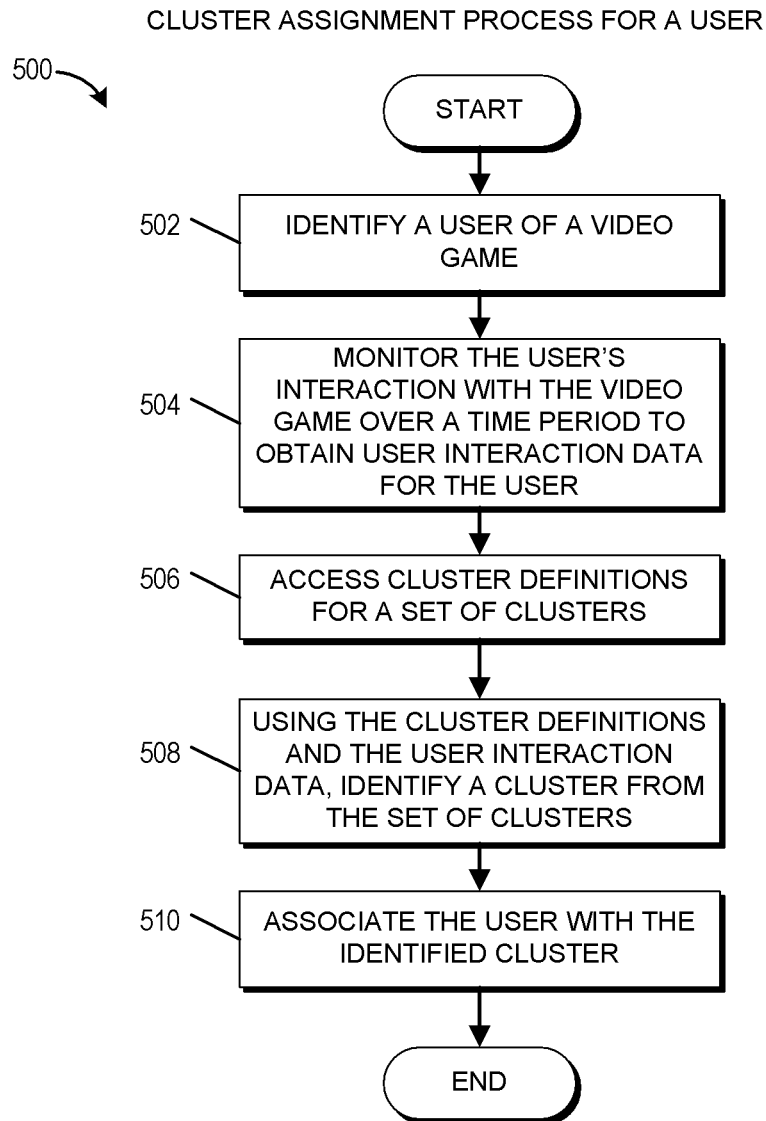 CLUSTER ASSIGNMENT PROCESS FOR A USER
500
START
502
IDENTIFY A USER OF A VIDEO
GAME
504
MONITOR THE USER’S
INTERACTION WITH THE VIDEO
GAME OVER A TIME PERIOD TO
OBTAIN USER INTERACTION DATA
FOR THE USER
506
ACCESS CLUSTER DEFINITIONS
FOR A SET OF CLUSTERS
508
USING THE CLUSTER DEFINITIONS
AND THE USER INTERACTION
DATA, IDENTIFY A CLUSTER FROM
THE SET OF CLUSTERS
510
ASSOCIATE THE USER WITH THE
IDENTIFIED CLUSTER
END